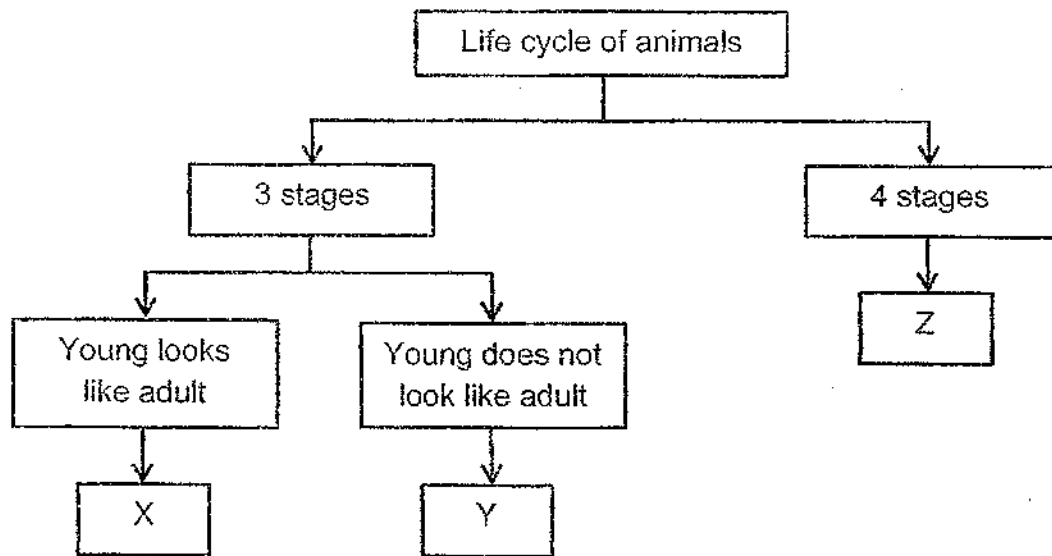 Life cycle of animals
3 stages
4 stages
Young looks
like adult
Young does not
look like adult
Z
X
Y